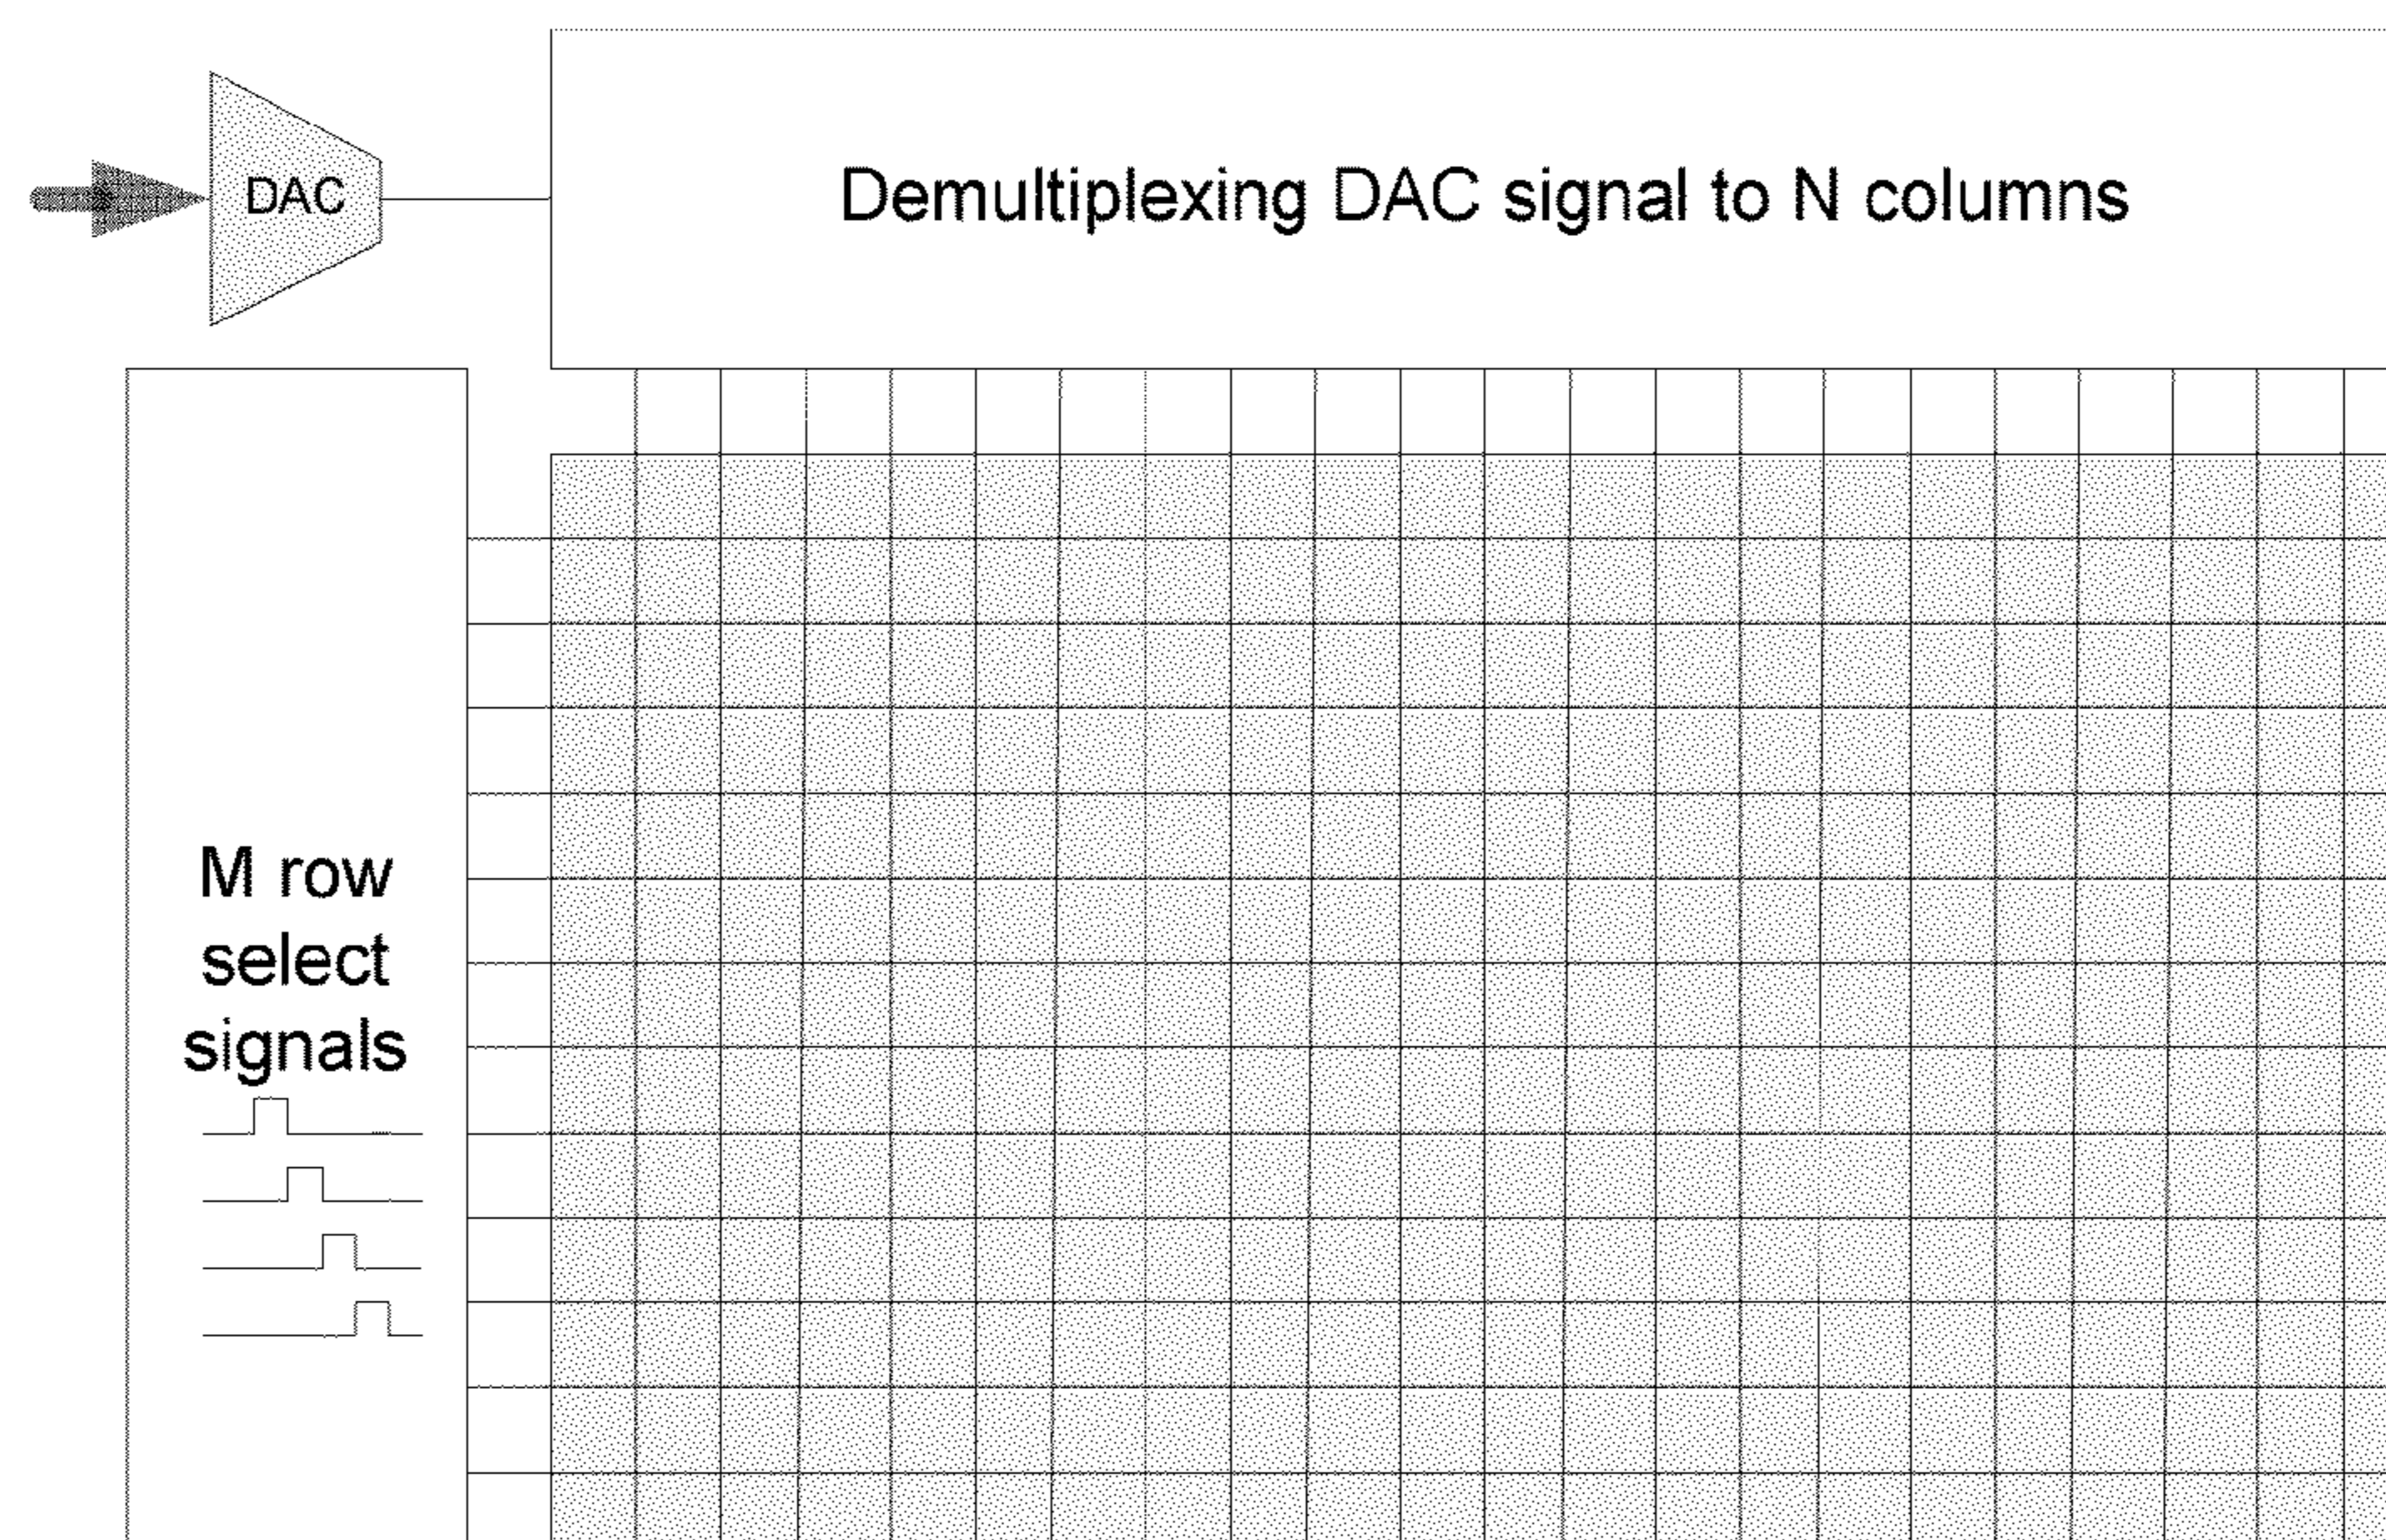 DAC
Demultiplexing DAC signal to N columns
M row
select
signals